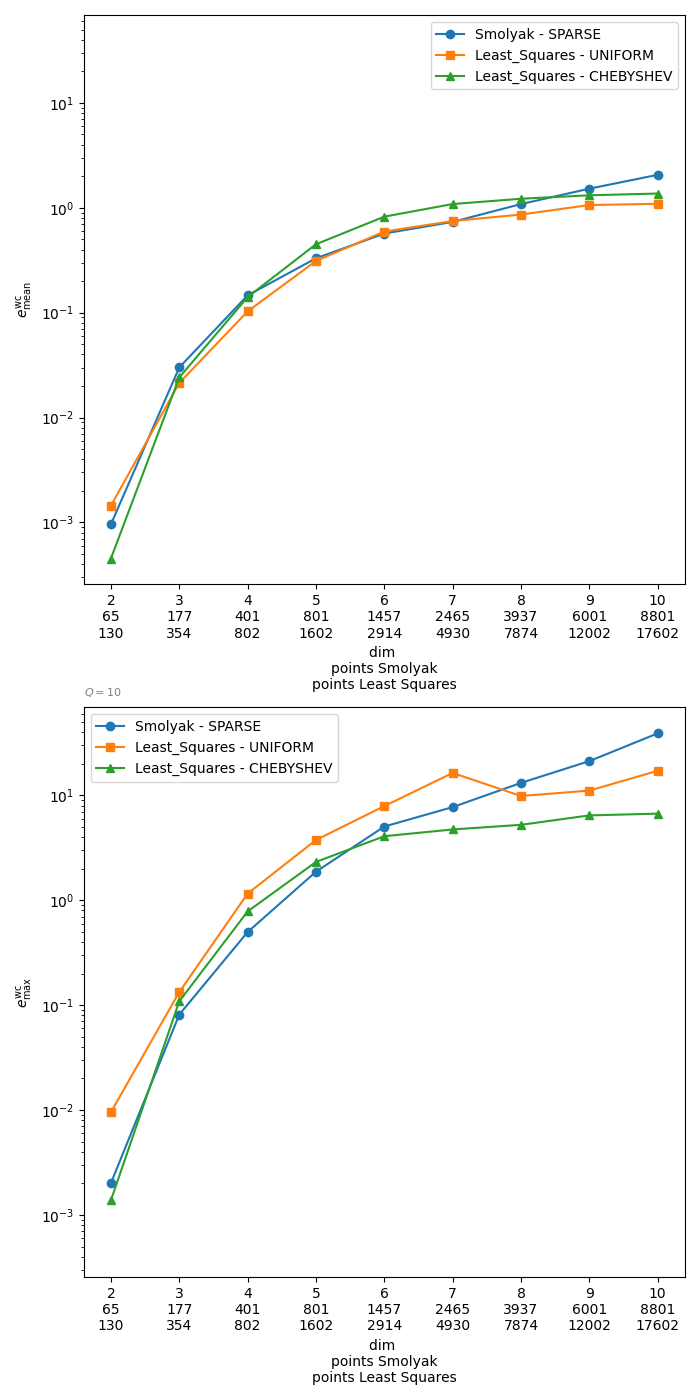 Smolyak - SPARSE
Least_Squares - UNIFORM
Least_Squares - CHEBYSHEV
10^1
10^0
10^{-1}
10^{-2}
10^{-3}
e^{wc}_{mean}
2 3 4 5 6 7 8 9 10
65 177 401 801 1457 2465 3937 6001 8801
130 354 802 1602 2914 4930 7874 12002 17602
dim
points Smolyak
points Least Squares
Q = 10
Smolyak - SPARSE
Least_Squares - UNIFORM
Least_Squares - CHEBYSHEV
10^1
10^0
10^{-1}
10^{-2}
10^{-3}
e^{wc}_{max}
2 3 4 5 6 7 8 9 10
65 177 401 801 1457 2465 3937 6001 8801
130 354 802 1602 2914 4930 7874 12002 17602
dim
points Smolyak
points Least Squares